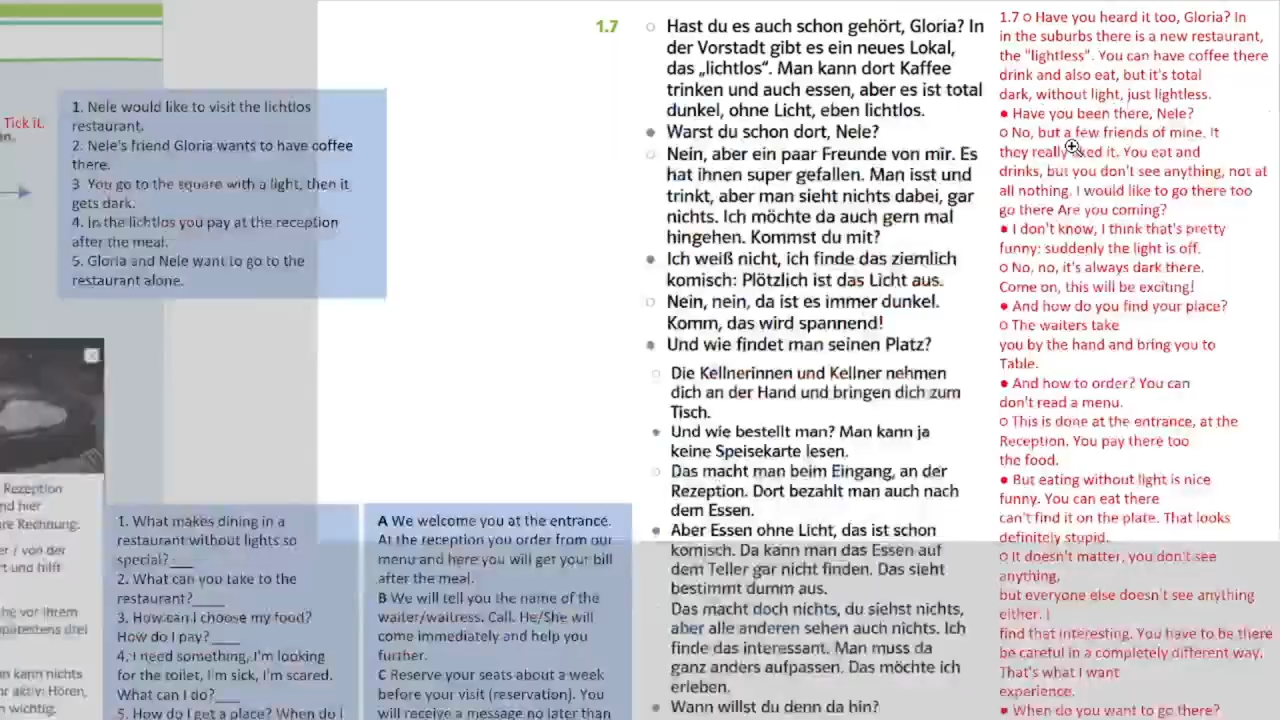 Tick it.
1. Nele would like to visit the lichtlos
restaurant.
2. Nele's friend Gloria wants to have coffee
there.
3 You go to the square with a light, then it
gets dark.
4. In the lichtlos you pay at the reception
after the meal.
5. Gloria and Nele want to go to the
restaurant alone.
Rezeption
nd hier
re Rechnung.
er / von der
rt und hilft
he vor Ihrem
pätestens drei
n kann nichts
hr aktiv: Hören,
n wichtig.
1. What makes dining in a
restaurant without lights so
special?___
2. What can you take to the
restaurant?____
3. How can I choose my food?
How do I pay?___
4. I need something, I'm looking
for the toilet, I'm sick, I'm scared.
What can I do?____
5. How do I get a place? When do I
A We welcome you at the entrance.
At the reception you order from our
menu and here you will get your bill
after the meal.
B We will tell you the name of the
waiter/waitress. Call. He/She will
come immediately and help you
further.
C Reserve your seats about a week
before your visit (reservation). You
will receive a message no later than
1.7
○ Hast du es auch schon gehört, Gloria? In
der Vorstadt gibt es ein neues Lokal,
das „lichtlos“. Man kann dort Kaffee
trinken und auch essen, aber es ist total
dunkel, ohne Licht, eben lichtlos.
● Warst du schon dort, Nele?
○ Nein, aber ein paar Freunde von mir. Es
hat ihnen super gefallen. Man isst und
trinkt, aber man sieht nichts dabei, gar
nichts. Ich möchte da auch gern mal
hingehen. Kommst du mit?
● Ich weiß nicht, ich finde das ziemlich
komisch: Plötzlich ist das Licht aus.
○ Nein, nein, da ist es immer dunkel.
Komm, das wird spannend!
● Und wie findet man seinen Platz?
○ Die Kellnerinnen und Kellner nehmen
dich an der Hand und bringen dich zum
Tisch.
● Und wie bestellt man? Man kann ja
keine Speisekarte lesen.
○ Das macht man beim Eingang, an der
Rezeption. Dort bezahlt man auch nach
dem Essen.
● Aber Essen ohne Licht, das ist schon
komisch. Da kann man das Essen auf
dem Teller gar nicht finden. Das sieht
bestimmt dumm aus.
Das macht doch nichts, du siehst nichts,
aber alle anderen sehen auch nichts. Ich
finde das interessant. Man muss da
ganz anders aufpassen. Das möchte ich
erleben.
Wann willst du denn da hin?
1.7 ○ Have you heard it too, Gloria? In
in the suburbs there is a new restaurant,
the "lightless". You can have coffee there
drink and also eat, but it's total
dark, without light, just lightless.
● Have you been there, Nele?
○ No, but a few friends of mine. It
they really liked it. You eat and
drinks, but you don't see anything, not at
all nothing. I would like to go there too
go there Are you coming?
● I don't know, I think that's pretty
funny: suddenly the light is off.
○ No, no, it's always dark there.
Come on, this will be exciting!
● And how do you find your place?
○ The waiters take
you by the hand and bring you to
Table.
● And how to order? You can
don't read a menu.
○ This is done at the entrance, at the
Reception. You pay there too
the food.
● But eating without light is nice
funny. You can eat there
can't find it on the plate. That looks
definitely stupid.
○ It doesn't matter, you don't see
anything,
but everyone else doesn't see anything
either. I
find that interesting. You have to be there
be careful in a completely different way.
That's what I want
experience.
● When do you want to go there?